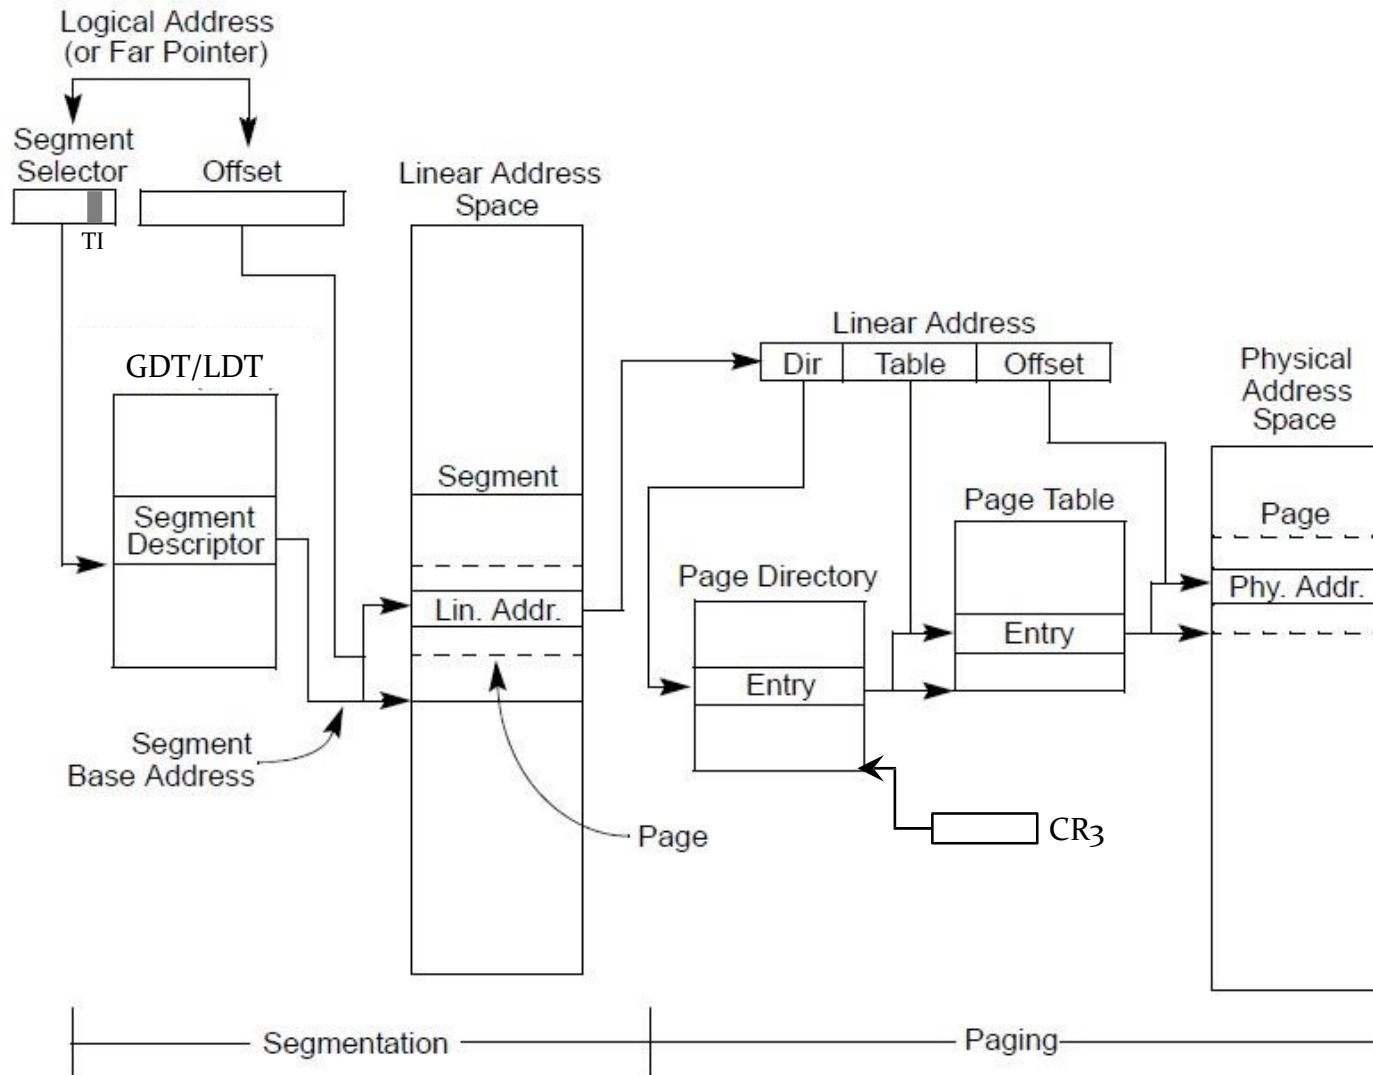 Logical Address
(or Far Pointer)
Segment
Selector
Offset
TI
Linear Address
Space
GDT/LDT
Segment
Descriptor
Segment
Lin. Addr.
Segment
Base Address
Page
Linear Address
Dir Table Offset
Page Directory
Entry
Page Table
Entry
CR3
Physical
Address
Space
Page
Phy. Addr.
Segmentation
Paging